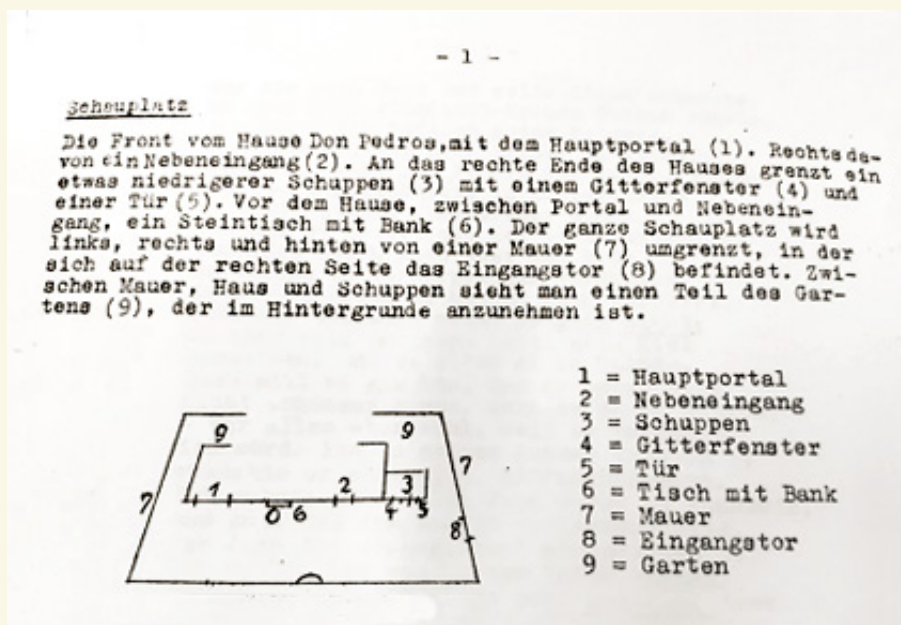 - 1 -
Schauplatz
Die Front vom Hause Don Pedros,mit dem Hauptportal (1). Rechts da-
von ein Nebeneingang (2). An das rechte Ende des Hauses grenzt ein
etwas niedrigerer Schuppen (3) mit einem Gitterfenster (4) und
einer Tür (5). Vor dem Hause, zwischen Portal und Nebenein-
gang, ein Steintisch mit Bank (6). Der ganze Schauplatz wird
links, rechts und hinten von einer Mauer (7) umgrenzt, in der
sich auf der rechten Seite das Eingangstor (8) befindet. Zwi-
schen Mauer, Haus und Schuppen sieht man einen Teil des Gar-
tens (9), der im Hintergrunde anzunehmen ist.
1 = Hauptportal
2 = Nebeneingang
3 = Schuppen
4 = Gitterfenster
5 = Tür
6 = Tisch mit Bank
7 = Mauer
8 = Eingangstor
9 = Garten
9 9
7 1 2 3 7
6 4 5
8